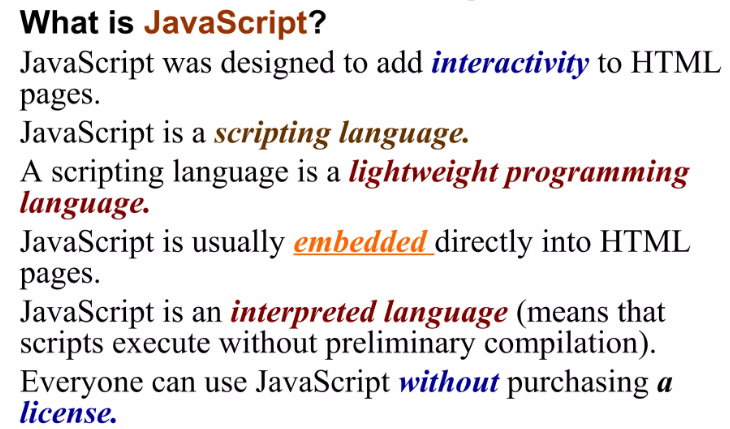 What is JavaScript?
JavaScript was designed to add interactivity to HTML
pages.
JavaScript is a scripting language.
A scripting language is a lightweight programming
language.
JavaScript is usually embedded directly into HTML
pages.
JavaScript is an interpreted language (means that
scripts execute without preliminary compilation).
Everyone can use JavaScript without purchasing a
license.